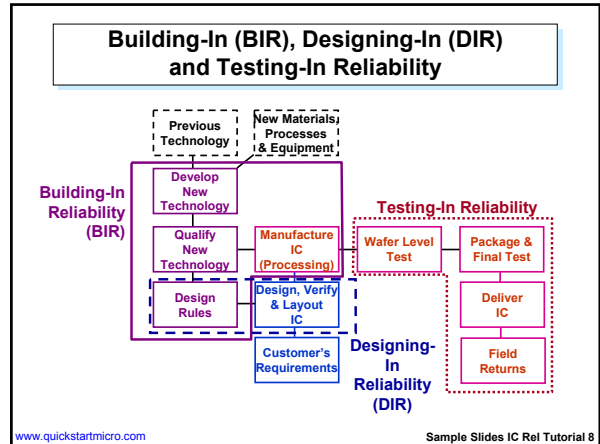 Building-In (BIR), Designing-In (DIR)
and Testing-In Reliability
Previous
Technology
New Materials,
Processes
& Equipment
Building-In
Reliability
(BIR)
Develop
New
Technology
Testing-In Reliability
Qualify
New
Technology
Manufacture
IC
(Processing)
Wafer Level
Test
Package &
Final Test
Design
Rules
Design, Verify
& Layout
IC
Deliver
IC
Customer's
Requirements
Designing-
In
Reliability
(DIR)
Field
Returns
www.quickstartmicro.com
Sample Slides IC Rel Tutorial 8